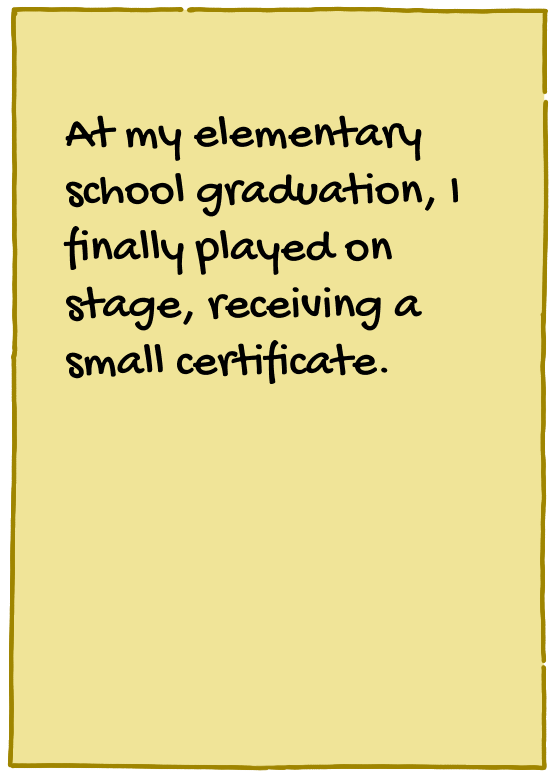 At my elementary
school graduation, I
finally played on
stage, receiving a
small certificate.